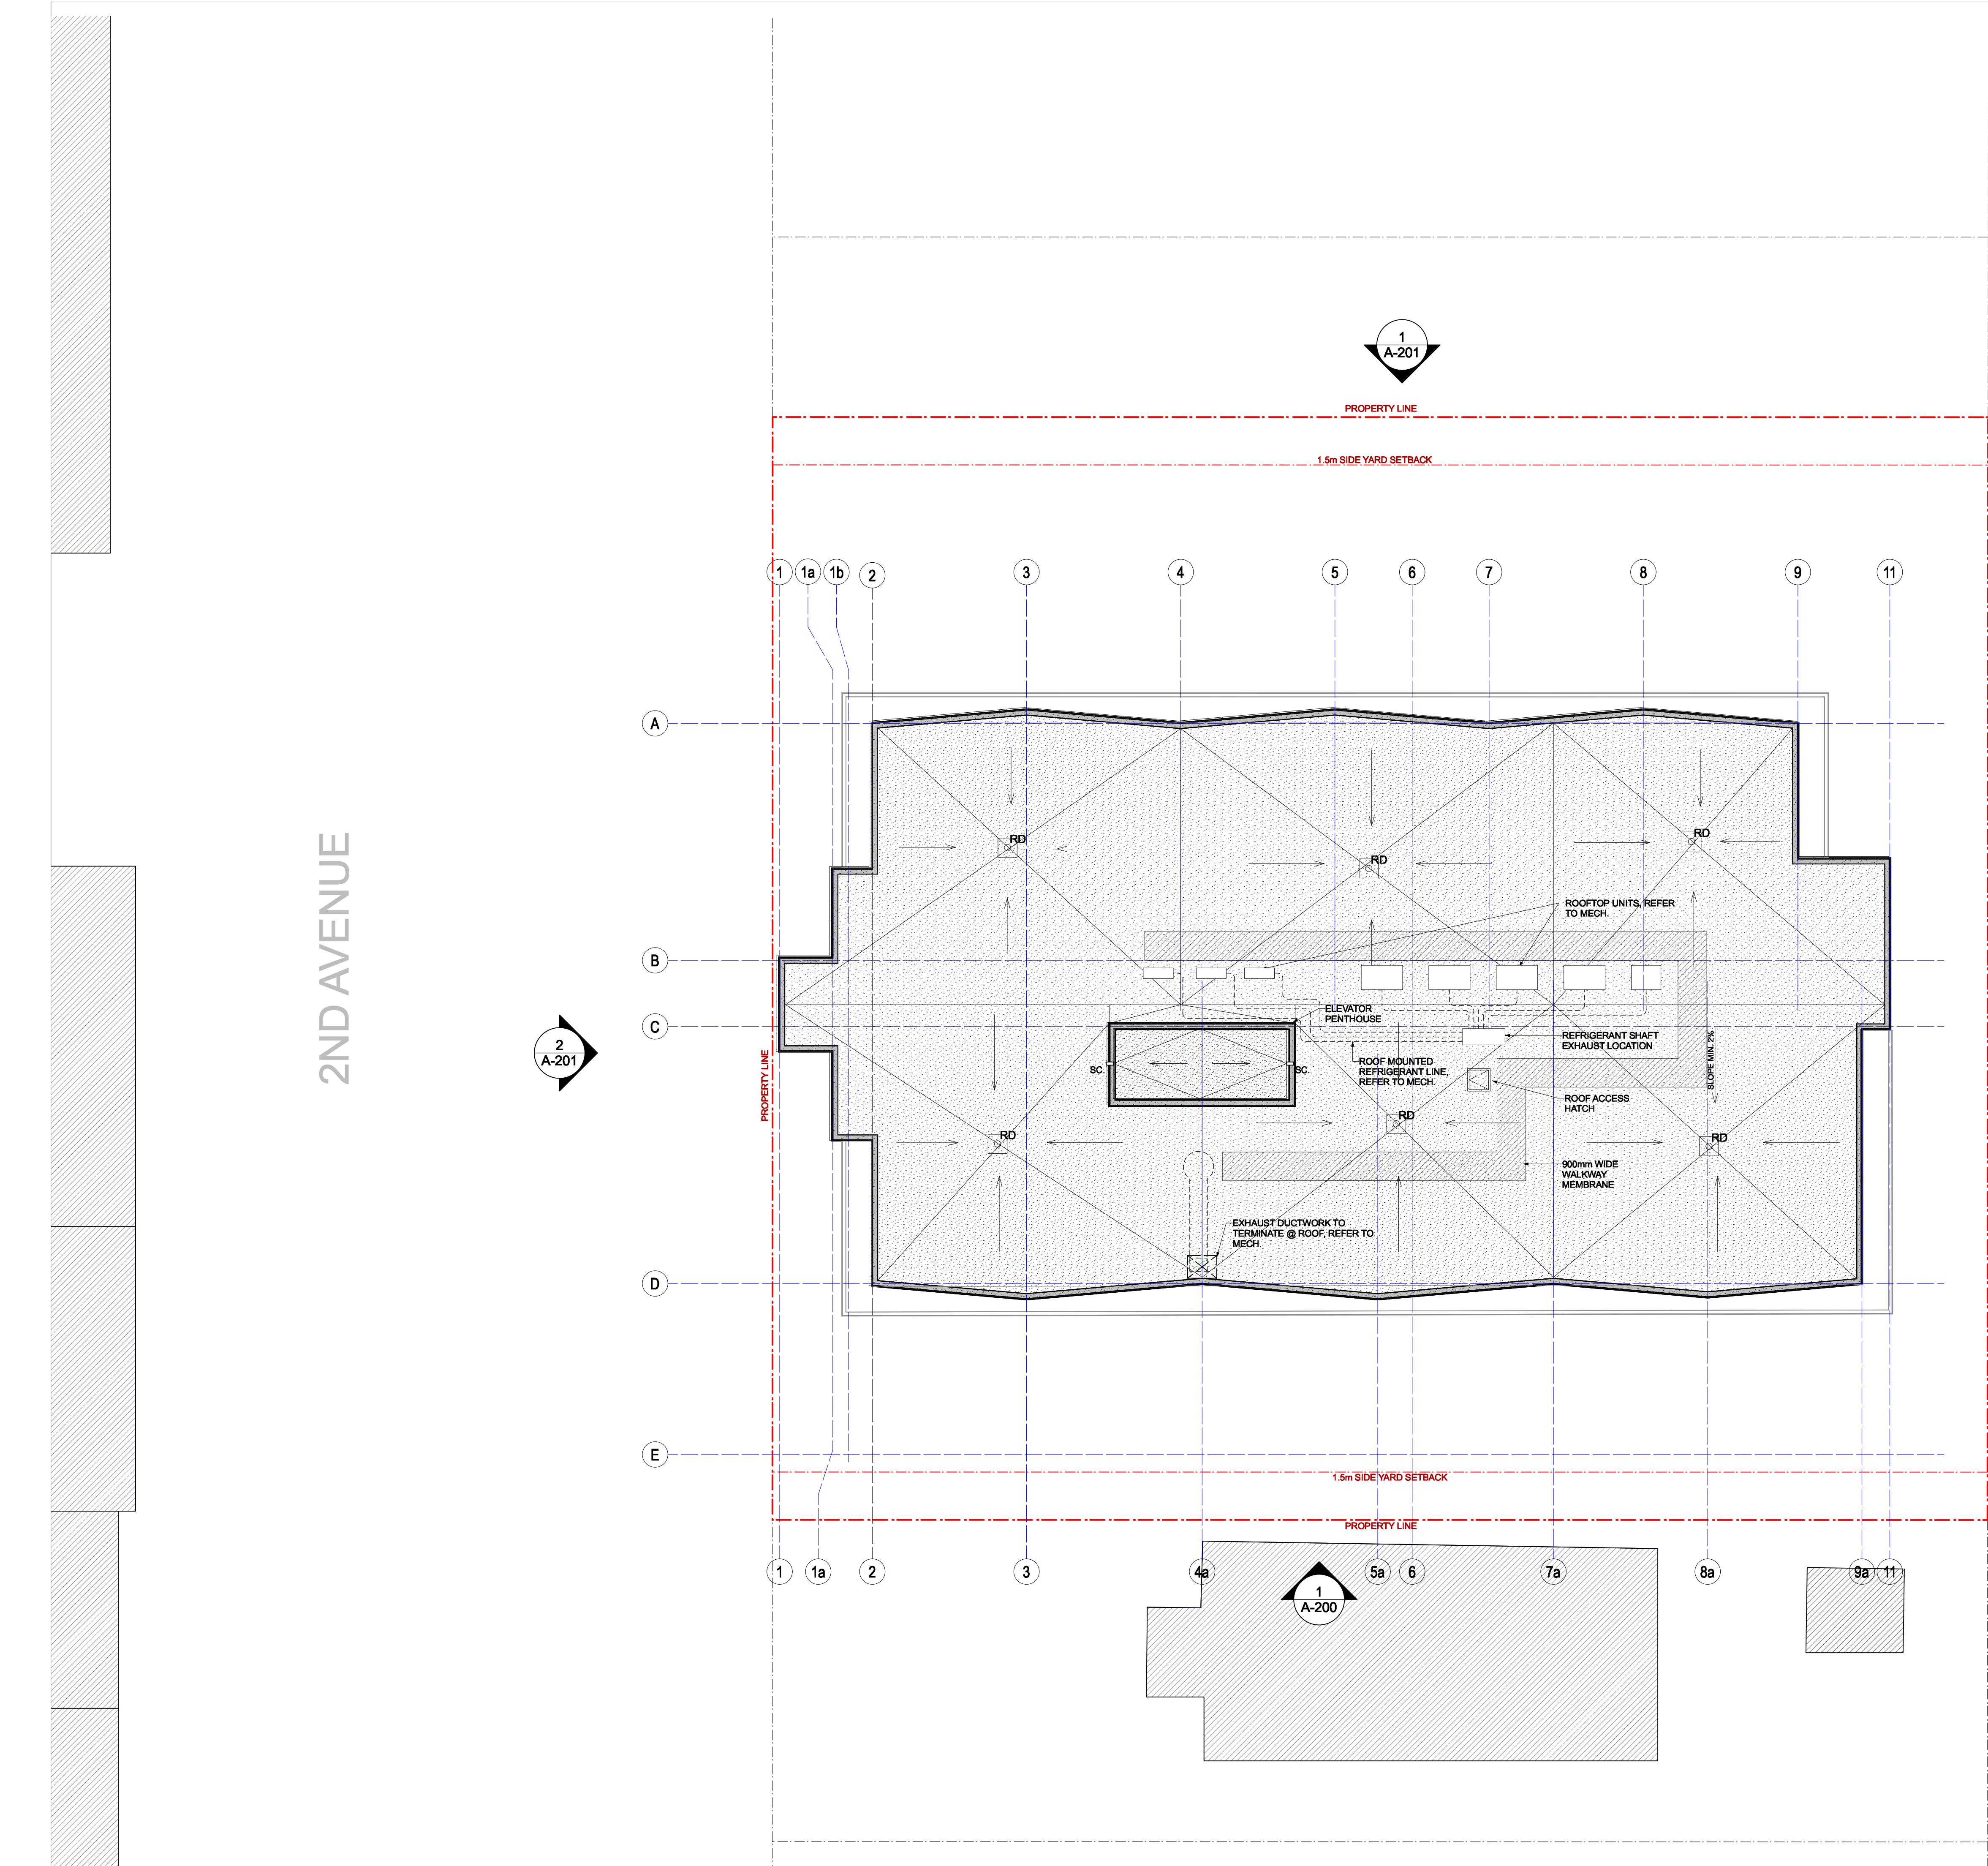 1
A-201
PROPERTY LINE
1.5m SIDE YARD SETBACK
1
1a
1b
2
3
4
5
6
7
8
9
11
A
B
C
D
E
2ND AVENUE
2
A-201
PROPERTY LINE
RD
RD
RD
ROOFTOP UNITS, REFER
TO MECH.
ELEVATOR
PENTHOUSE
REFRIGERANT SHAFT
EXHAUST LOCATION
ROOF MOUNTED
REFRIGERANT LINE,
REFER TO MECH.
SC.
SC.
SLOPE MIN. 2%
ROOF ACCESS
HATCH
RD
RD
RD
900mm WIDE
WALKWAY
MEMBRANE
EXHAUST DUCTWORK TO
TERMINATE @ ROOF, REFER TO
MECH.
1.5m SIDE YARD SETBACK
PROPERTY LINE
1
1a
2
3
4a
5a
6
7a
8a
9a
11
1
A-200